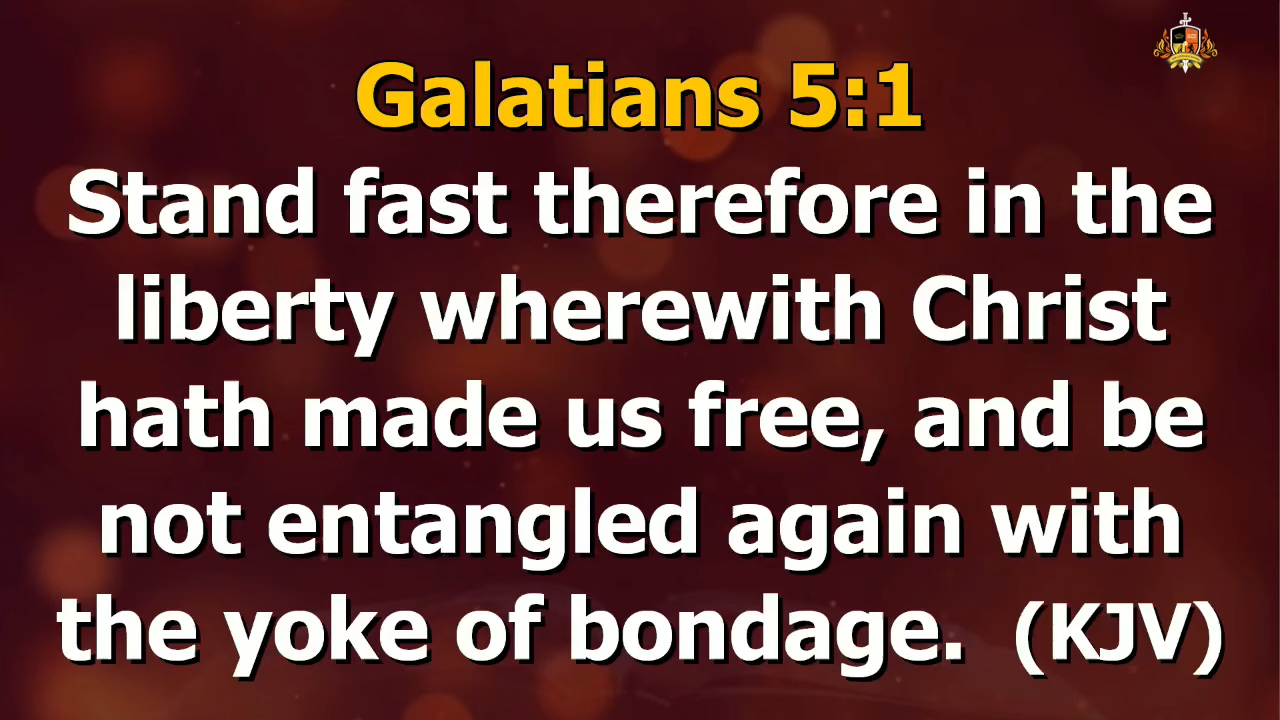 Galatians 5:1
Stand fast therefore in the
liberty wherewith Christ
hath made us free, and be
not entangled again with
the yoke of bondage.  (KJV)